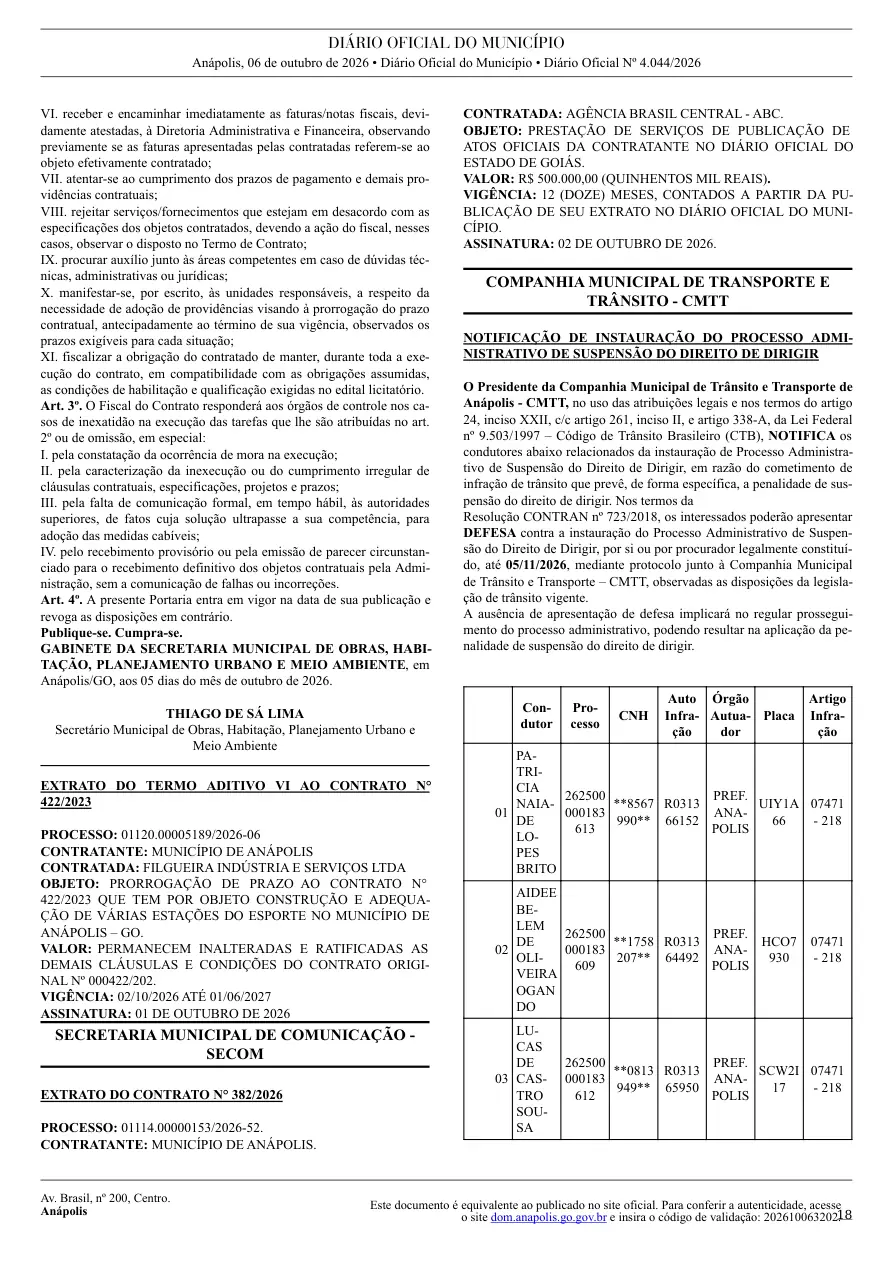 DIÁRIO OFICIAL DO MUNICÍPIO
Anápolis, 06 de outubro de 2026 • Diário Oficial do Município • Diário Oficial Nº 4.044/2026
VI. receber e encaminhar imediatamente as faturas/notas fiscais, devi-
damente atestadas, à Diretoria Administrativa e Financeira, observando
previamente se as faturas apresentadas pelas contratadas referem-se ao
objeto efetivamente contratado;
VII. atentar-se ao cumprimento dos prazos de pagamento e demais pro-
vidências contratuais;
VIII. rejeitar serviços/fornecimentos que estejam em desacordo com as
especificações dos objetos contratados, devendo a ação do fiscal, nesses
casos, observar o disposto no Termo de Contrato;
IX. procurar auxílio junto às áreas competentes em caso de dúvidas téc-
nicas, administrativas ou jurídicas;
X. manifestar-se, por escrito, às unidades responsáveis, a respeito da
necessidade de adoção de providências visando à prorrogação do prazo
contratual, antecipadamente ao término de sua vigência, observados os
prazos exigíveis para cada situação;
XI. fiscalizar a obrigação do contratado de manter, durante toda a exe-
cução do contrato, em compatibilidade com as obrigações assumidas,
as condições de habilitação e qualificação exigidas no edital licitatório.
Art. 3º. O Fiscal do Contrato responderá aos órgãos de controle nos ca-
sos de inexatidão na execução das tarefas que lhe são atribuídas no art.
2º ou de omissão, em especial:
I. pela constatação da ocorrência de mora na execução;
II. pela caracterização da inexecução ou do cumprimento irregular de
cláusulas contratuais, especificações, projetos e prazos;
III. pela falta de comunicação formal, em tempo hábil, às autoridades
superiores, de fatos cuja solução ultrapasse a sua competência, para
adoção das medidas cabíveis;
IV. pelo recebimento provisório ou pela emissão de parecer circunstan-
ciado para o recebimento definitivo dos objetos contratuais pela Admi-
nistração, sem a comunicação de falhas ou incorreções.
Art. 4º. A presente Portaria entra em vigor na data de sua publicação e
revoga as disposições em contrário.
Publique-se. Cumpra-se.
GABINETE DA SECRETARIA MUNICIPAL DE OBRAS, HABI-
TAÇÃO, PLANEJAMENTO URBANO E MEIO AMBIENTE, em
Anápolis/GO, aos 05 dias do mês de outubro de 2026.
THIAGO DE SÁ LIMA
Secretário Municipal de Obras, Habitação, Planejamento Urbano e
Meio Ambiente
EXTRATO DO TERMO ADITIVO VI AO CONTRATO N°
422/2023
PROCESSO: 01120.00005189/2026-06
CONTRATANTE: MUNICÍPIO DE ANÁPOLIS
CONTRATADA: FILGUEIRA INDÚSTRIA E SERVIÇOS LTDA
OBJETO: PRORROGAÇÃO DE PRAZO AO CONTRATO N°
422/2023 QUE TEM POR OBJETO CONSTRUÇÃO E ADEQUA-
ÇÃO DE VÁRIAS ESTAÇÕES DO ESPORTE NO MUNICÍPIO DE
ANÁPOLIS – GO.
VALOR: PERMANECEM INALTERADAS E RATIFICADAS AS
DEMAIS CLÁUSULAS E CONDIÇÕES DO CONTRATO ORIGI-
NAL Nº 000422/202.
VIGÊNCIA: 02/10/2026 ATÉ 01/06/2027
ASSINATURA: 01 DE OUTUBRO DE 2026
SECRETARIA MUNICIPAL DE COMUNICAÇÃO -
SECOM
EXTRATO DO CONTRATO N° 382/2026
PROCESSO: 01114.00000153/2026-52.
CONTRATANTE: MUNICÍPIO DE ANÁPOLIS.
CONTRATADA: AGÊNCIA BRASIL CENTRAL - ABC.
OBJETO: PRESTAÇÃO DE SERVIÇOS DE PUBLICAÇÃO DE
ATOS OFICIAIS DA CONTRATANTE NO DIÁRIO OFICIAL DO
ESTADO DE GOIÁS.
VALOR: R$ 500.000,00 (QUINHENTOS MIL REAIS).
VIGÊNCIA: 12 (DOZE) MESES, CONTADOS A PARTIR DA PU-
BLICAÇÃO DE SEU EXTRATO NO DIÁRIO OFICIAL DO MUNI-
CÍPIO.
ASSINATURA: 02 DE OUTUBRO DE 2026.
COMPANHIA MUNICIPAL DE TRANSPORTE E
TRÂNSITO - CMTT
NOTIFICAÇÃO DE INSTAURAÇÃO DO PROCESSO ADMI-
NISTRATIVO DE SUSPENSÃO DO DIREITO DE DIRIGIR
O Presidente da Companhia Municipal de Trânsito e Transporte de
Anápolis - CMTT, no uso das atribuições legais e nos termos do artigo
24, inciso XXII, c/c artigo 261, inciso II, e artigo 338-A, da Lei Federal
nº 9.503/1997 – Código de Trânsito Brasileiro (CTB), NOTIFICA os
condutores abaixo relacionados da instauração de Processo Administra-
tivo de Suspensão do Direito de Dirigir, em razão do cometimento de
infração de trânsito que prevê, de forma específica, a penalidade de sus-
pensão do direito de dirigir. Nos termos da
Resolução CONTRAN nº 723/2018, os interessados poderão apresentar
DEFESA contra a instauração do Processo Administrativo de Suspen-
são do Direito de Dirigir, por si ou por procurador legalmente constituí-
do, até 05/11/2026, mediante protocolo junto à Companhia Municipal
de Trânsito e Transporte – CMTT, observadas as disposições da legisla-
ção de trânsito vigente.
A ausência de apresentação de defesa implicará no regular prossegui-
mento do processo administrativo, podendo resultar na aplicação da pe-
nalidade de suspensão do direito de dirigir.
Con-
dutor
Pro-
cesso
CNH
Auto
Infra-
ção
Órgão
Autua-
dor
Placa
Artigo
Infra-
ção
01
PA-
TRI-
CIA
NAIA-
DE
LO-
PES
BRITO
262500
000183
613
**8567
990**
R0313
66152
PREF.
ANA-
POLIS
UIY1A
66
07471
- 218
02
AIDEE
BE-
LEM
DE
OLI-
VEIRA
OGAN
DO
262500
000183
609
**1758
207**
R0313
64492
PREF.
ANA-
POLIS
HCO7
930
07471
- 218
03
LU-
CAS
DE
CAS-
TRO
SOU-
SA
262500
000183
612
**0813
949**
R0313
65950
PREF.
ANA-
POLIS
SCW2I
17
07471
- 218
Av. Brasil, nº 200, Centro.
Anápolis
Este documento é equivalente ao publicado no site oficial. Para conferir a autenticidade, acesse
o site dom.anapolis.go.gov.br e insira o código de validação: 202610063202
18